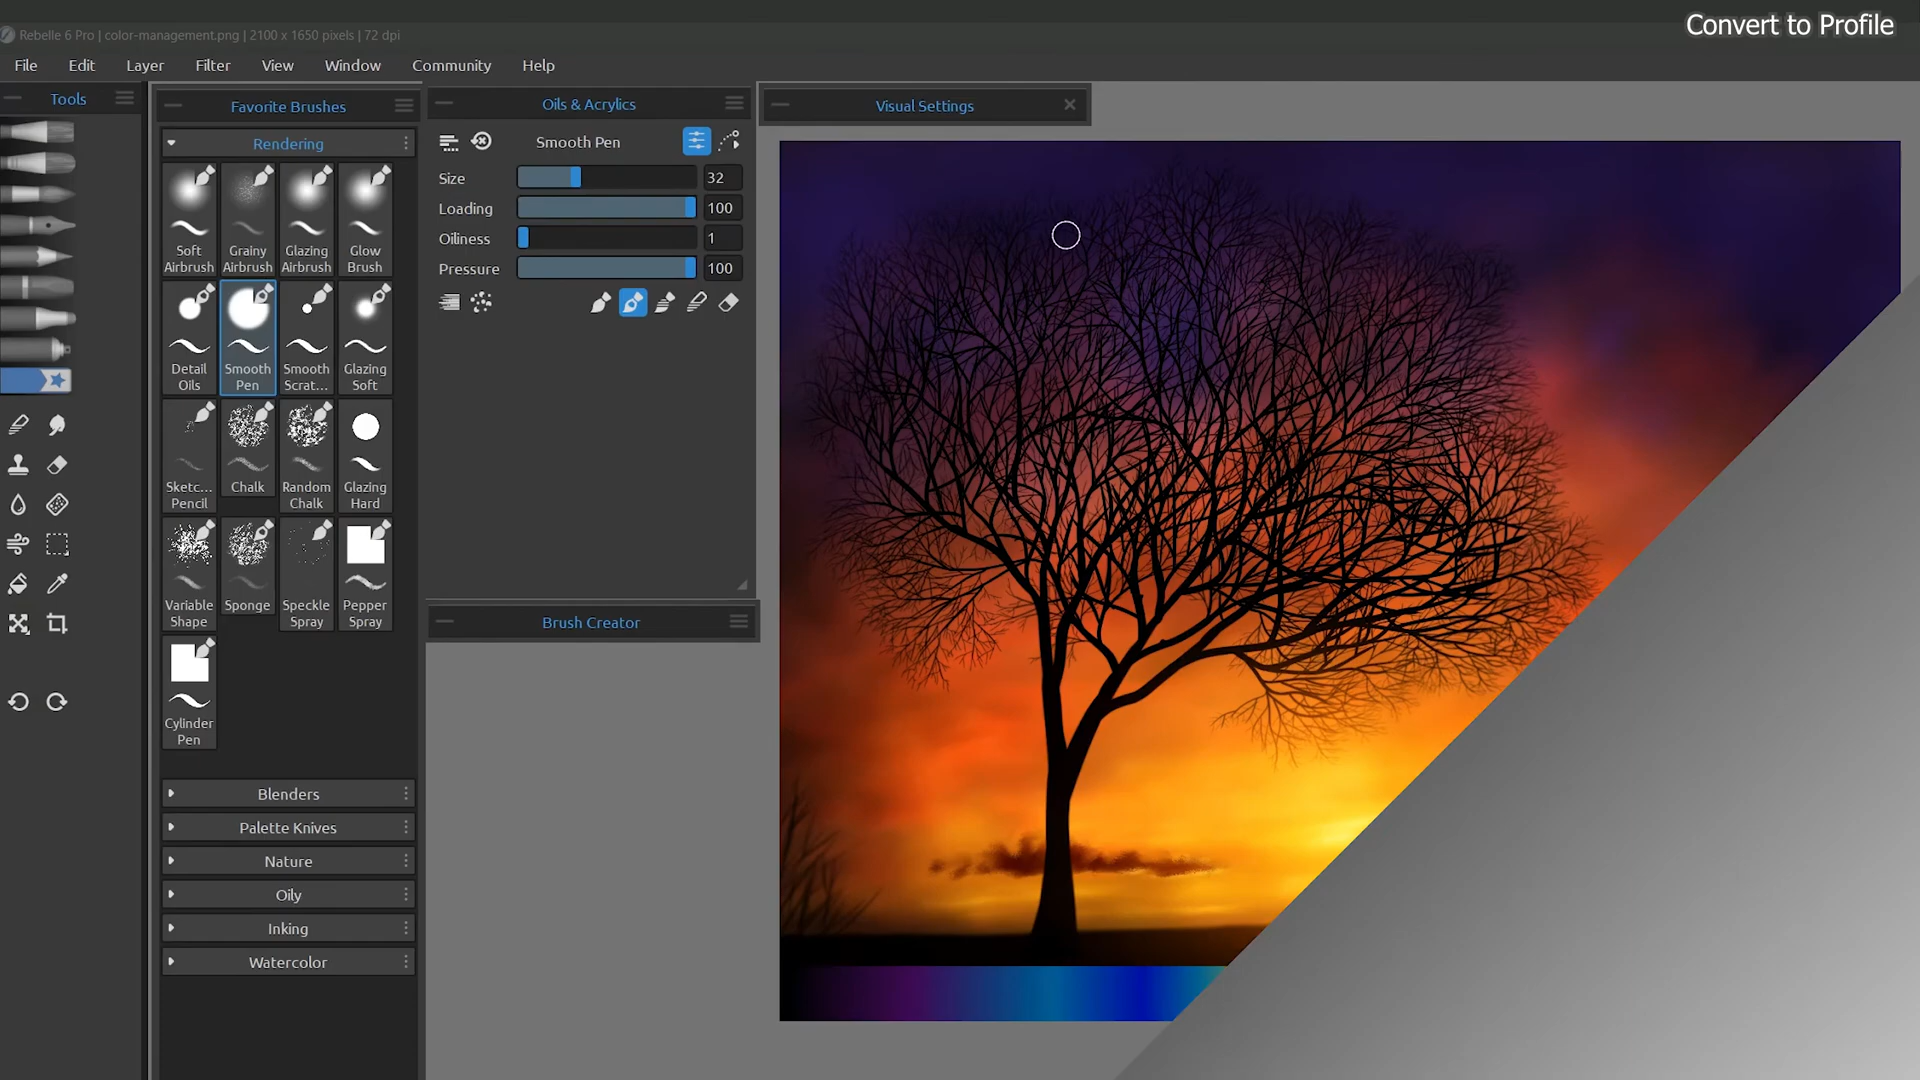 Convert to Profile
Rebelle 6 Pro | color-management.png | 2100 x 1650 pixels | 72 dpi
File Edit Layer Filter View Window Community Help
Tools
Favorite Brushes
Rendering
Soft Airbrush
Grainy Airbrush
Glazing Airbrush
Glow Brush
Detail Oils
Smooth Pen
Smooth Scrat...
Glazing Soft
Sketc... Pencil
Chalk
Random Chalk
Glazing Hard
Variable Shape
Sponge
Speckle Spray
Pepper Spray
Cylinder Pen
Blenders
Palette Knives
Nature
Oily
Inking
Watercolor
Oils & Acrylics
Smooth Pen
Size 32
Loading 100
Oiliness 1
Pressure 100
Brush Creator
Visual Settings